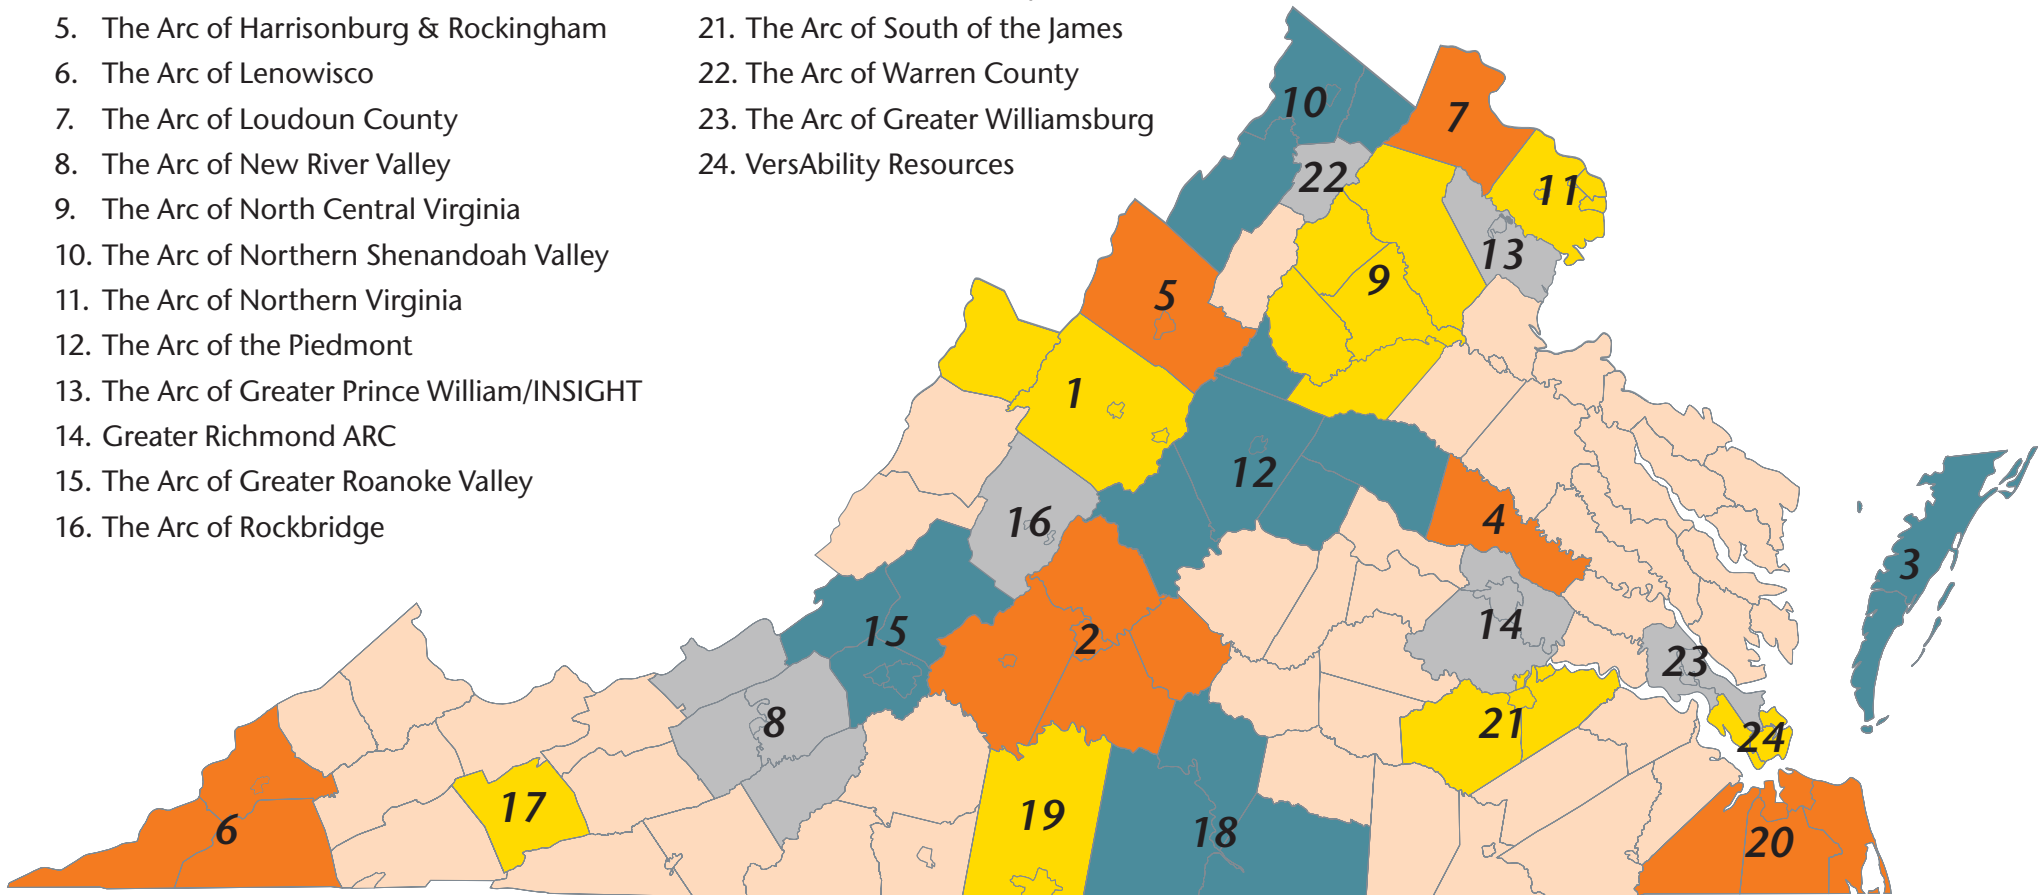 5. The Arc of Harrisonburg & Rockingham
6. The Arc of Lenowisco
7. The Arc of Loudoun County
8. The Arc of New River Valley
9. The Arc of North Central Virginia
10. The Arc of Northern Shenandoah Valley
11. The Arc of Northern Virginia
12. The Arc of the Piedmont
13. The Arc of Greater Prince William/INSIGHT
14. Greater Richmond ARC
15. The Arc of Greater Roanoke Valley
16. The Arc of Rockbridge
21. The Arc of South of the James
22. The Arc of Warren County
23. The Arc of Greater Williamsburg
24. VersAbility Resources
10
7
22
11
13
9
5
1
12
16
4
3
15
2
14
23
8
21
24
17
19
18
6
20